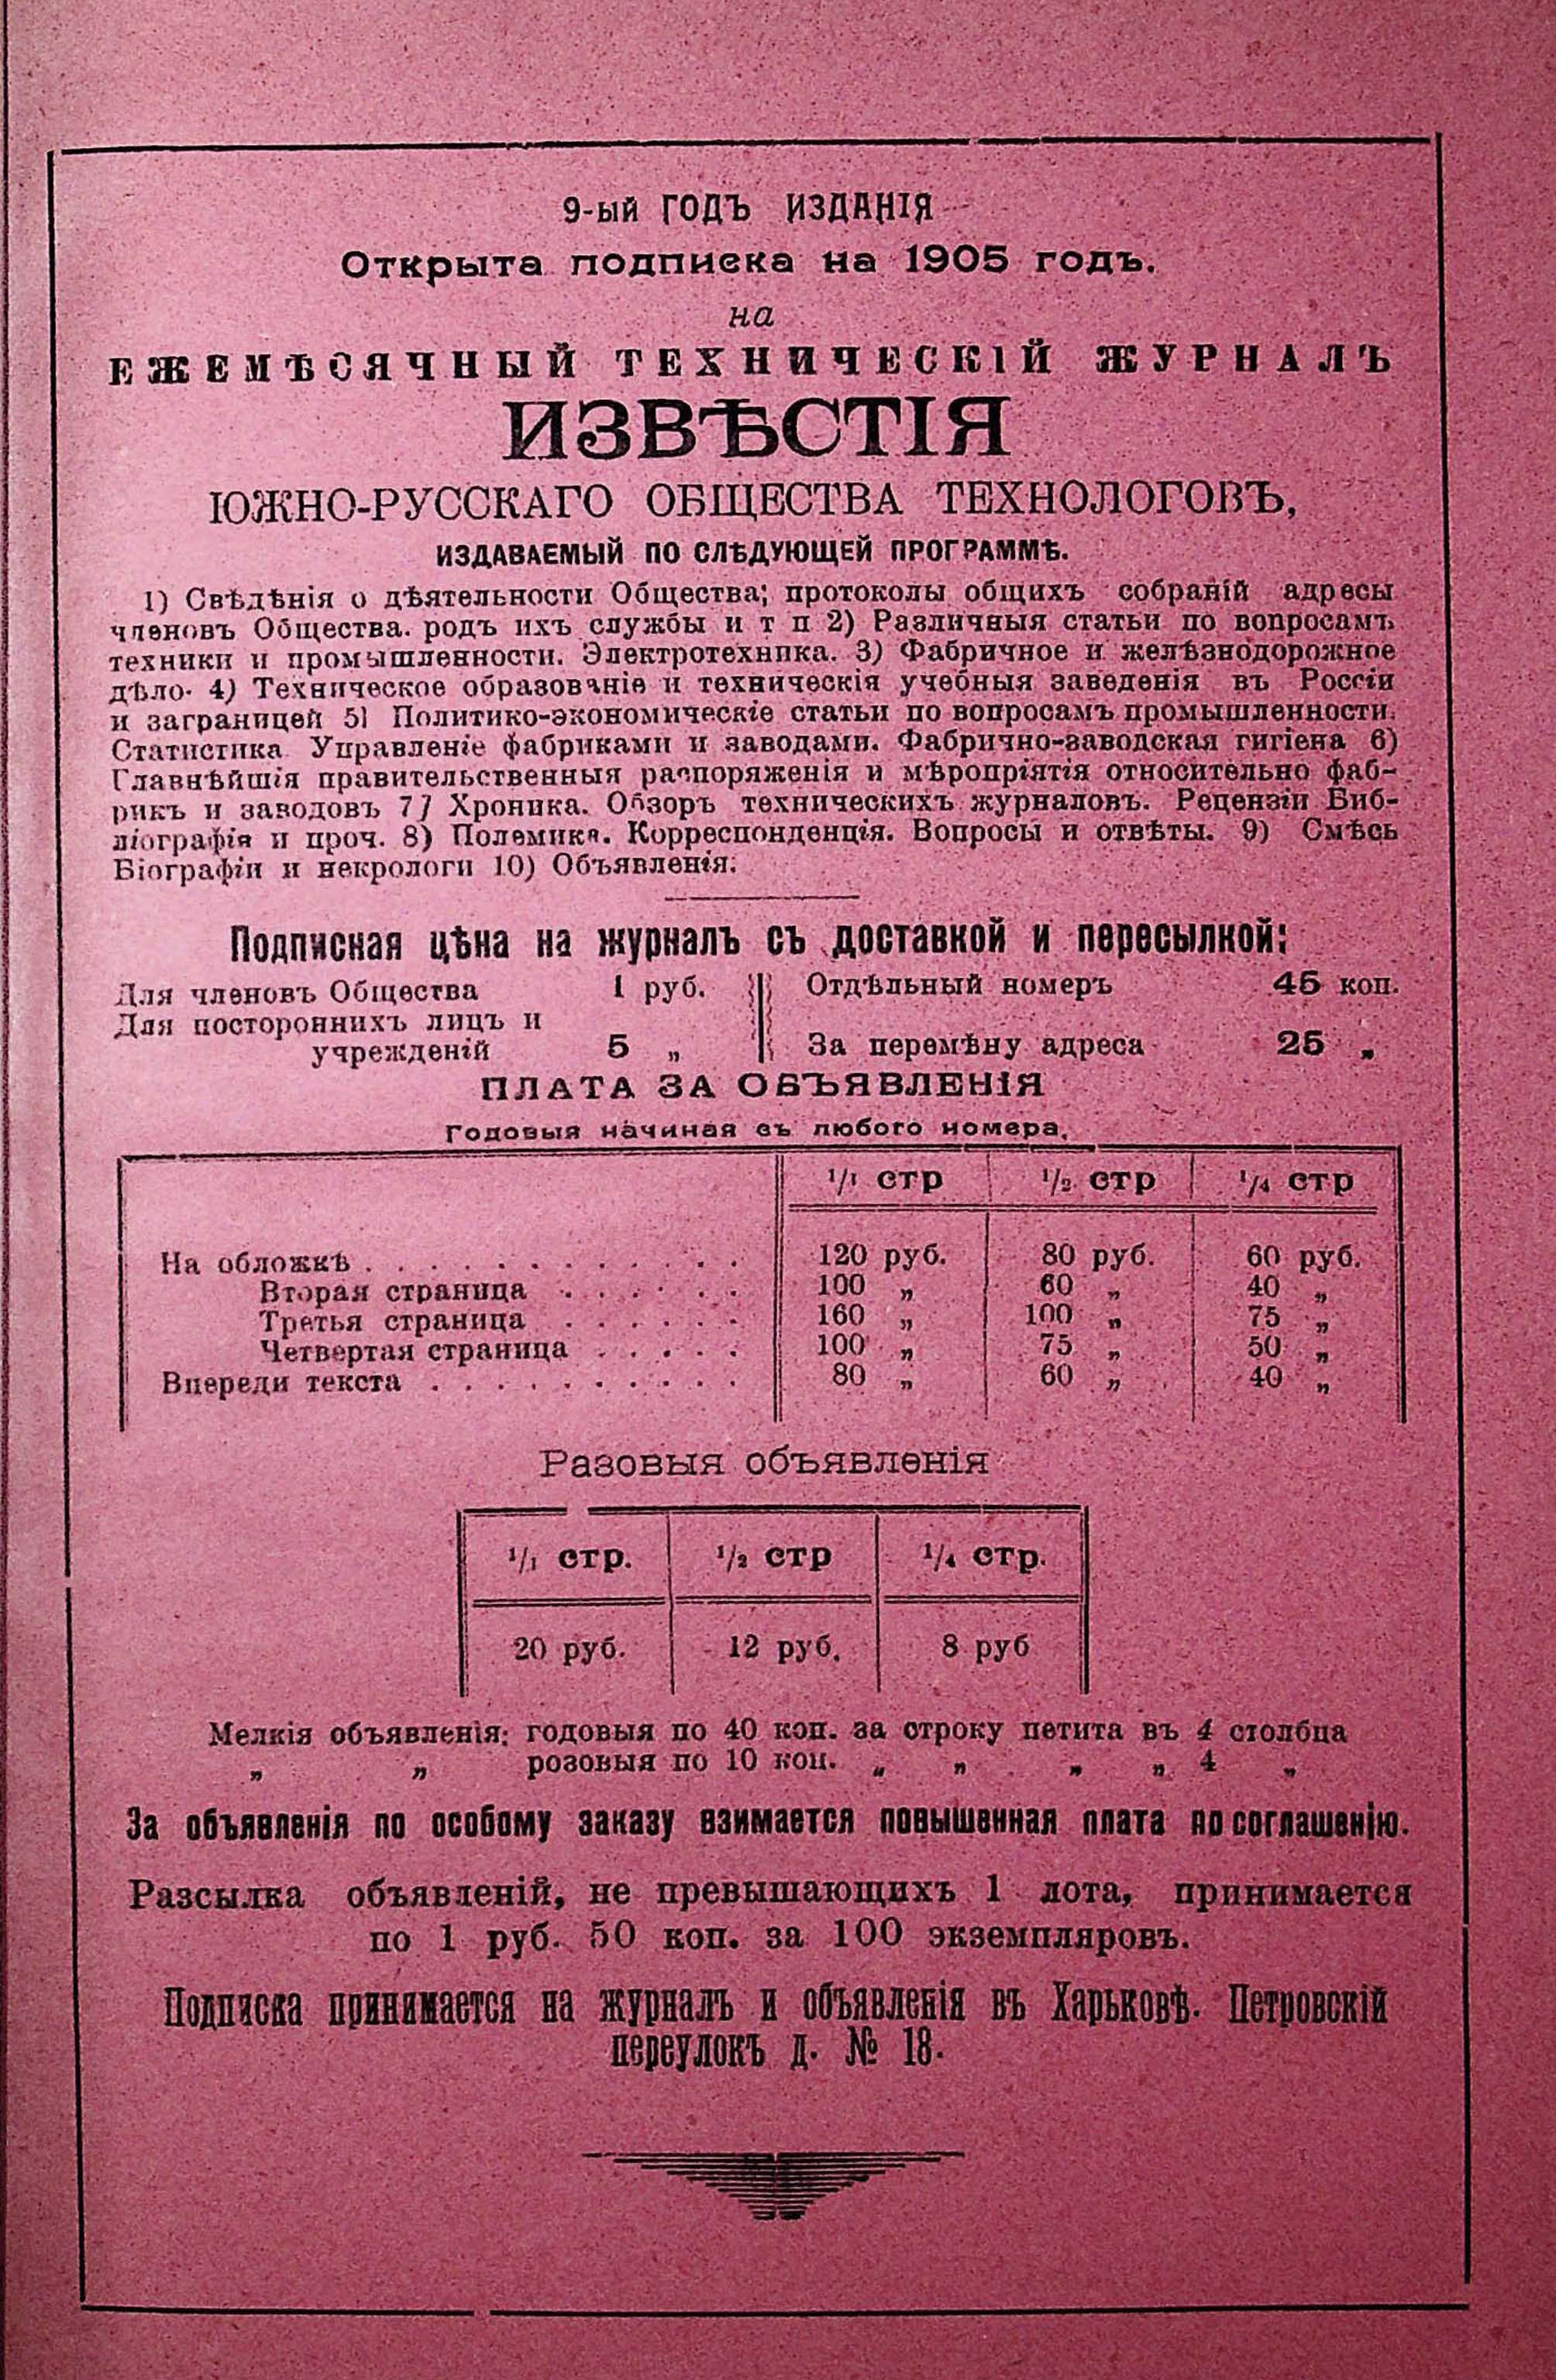 9-ый ГОДЪ ИЗДАНІЯ
Открыта подписка на 1905 годъ.
на
ЕЖЕМѢСЯЧНЫЙ ТЕХНИЧЕСКІЙ ЖУРНАЛЪ
ИЗВѢСТІЯ
ЮЖНО-РУССКАГО ОБЩЕСТВА ТЕХНОЛОГОВЪ,
ИЗДАВАЕМЫЙ ПО СЛѢДУЮЩЕЙ ПРОГРАММѢ.
1) Свѣдѣнія о дѣятельности Общества; протоколы общихъ собраній адресы
членовъ Общества. родъ ихъ службы и т п 2) Различныя статьи по вопросамъ
техники и промышленности. Электротехника. 3) Фабричное и желѣзнодорожное
дѣло. 4) Техническое образованіе и техническія учебныя заведенія въ Россіи
и заграницей 5) Политико-экономическіе статьи по вопросамъ промышленности.
Статистика Управленіе фабриками и заводами. Фабрично-заводская гигіена 6)
Главнѣйшія правительственныя распоряженія и мѣропріятія относительно фаб-
рикъ и заводовъ 7) Хроника. Обзоръ техническихъ журналовъ. Рецензіи Биб-
ліографія и проч. 8) Полемика. Корреспонденція. Вопросы и отвѣты. 9) Смѣсь
Біографіи и некрологи 10) Объявленія.
Подписная цѣна на журналъ съ доставкой и пересылкой:
Для членовъ Общества 1 руб. Отдѣльный номеръ 45 коп.
Для постороннихъ лицъ и
учрежденій 5 „ За перемѣну адреса 25 „
ПЛАТА ЗА ОБЪЯВЛЕНІЯ
Годовыя начиная съ любого номера.
1/1 стр 1/2 стр 1/4 стр
На обложкѣ . . . . . . . . . . . . 120 руб. 80 руб. 60 руб.
Вторая страница . . . . . . 100 „ 60 „ 40 „
Третья страница . . . . . . 160 „ 100 „ 75 „
Четвертая страница . . . . . 100 „ 75 „ 50 „
Впереди текста . . . . . . . . . . 80 „ 60 „ 40 „
Разовыя объявленія
1/1 стр. 1/2 стр 1/4 стр.
20 руб. 12 руб. 8 руб
Мелкія объявленія: годовыя по 40 коп. за строку петита въ 4 столбца
„ „ розовыя по 10 коп. „ „ „ „ 4 „
За объявленія по особому заказу взимается повышенная плата по соглашенію.
Разсылка объявленій, не превышающихъ 1 лота, принимается
по 1 руб. 50 коп. за 100 экземпляровъ.
Подписка принимается на журналъ и объявленія въ Харьковѣ. Петровскій
переулокъ д. № 18.